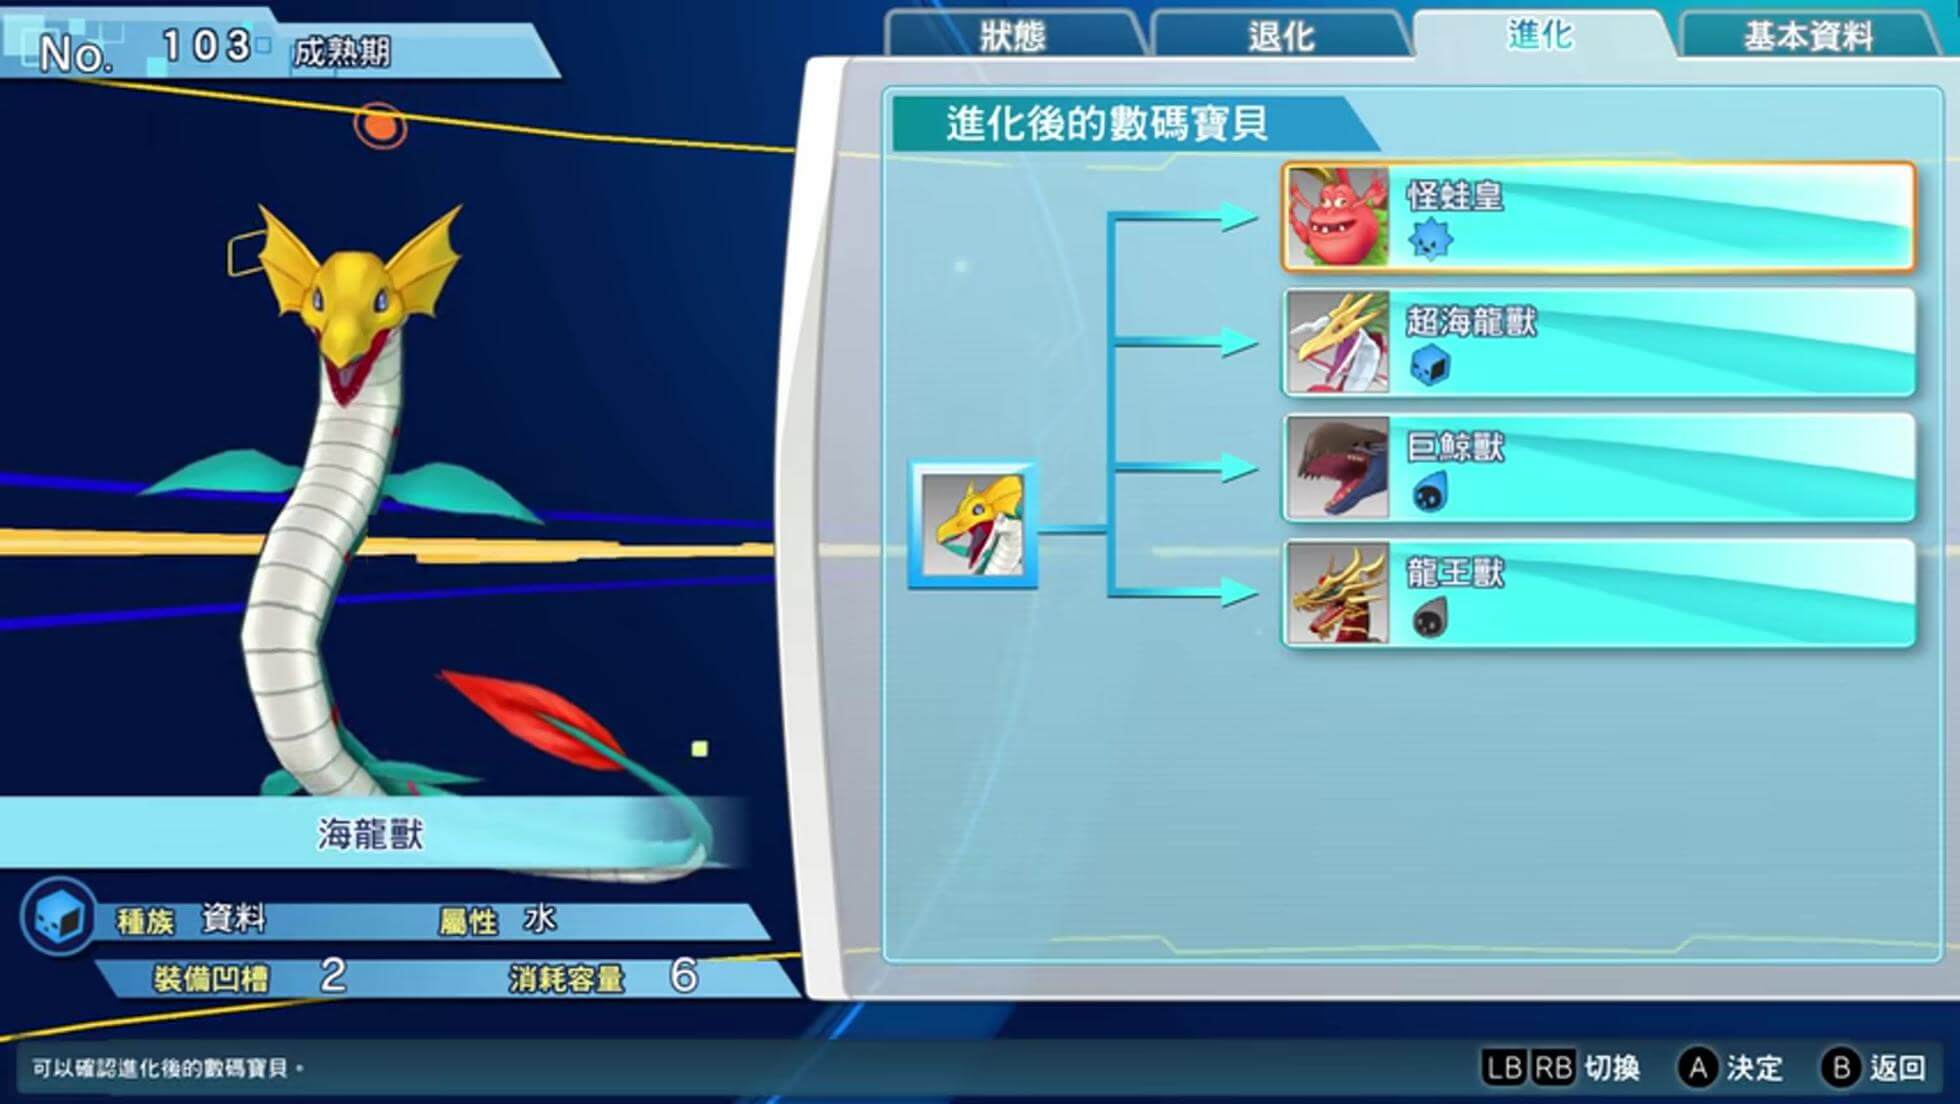 No. 103 成熟期
狀態 退化 進化 基本資料
進化後的數碼寶貝
怪蛙皇
超海龍獸
巨鯨獸
龍王獸
海龍獸
種族 資料 屬性 水
裝備凹槽 2 消耗容量 6
可以確認進化後的數碼寶貝。
LB RB 切換 A 決定 B 返回